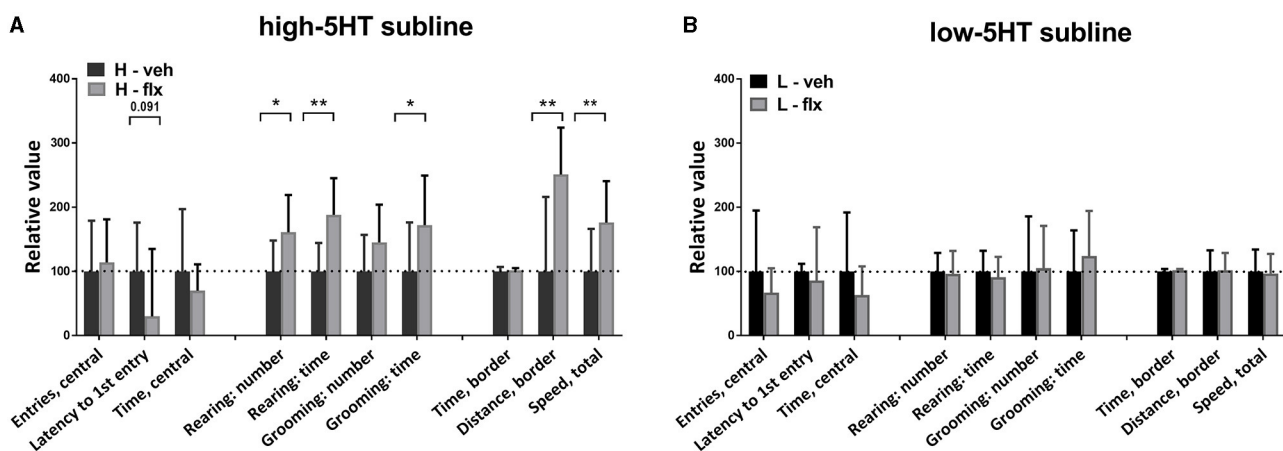 A
high-5HT subline
H - veh
H - flx
0.091
*
**
*
**
**
400
300
200
100
0
Relative value
Entries, central
Latency to 1st entry
Time, central
Rearing: number
Rearing: time
Grooming: number
Grooming: time
Time, border
Distance, border
Speed, total
B
low-5HT subline
L - veh
L - flx
400
300
200
100
0
Relative value
Entries, central
Latency to 1st entry
Time, central
Rearing: number
Rearing: time
Grooming: number
Grooming: time
Time, border
Distance, border
Speed, total